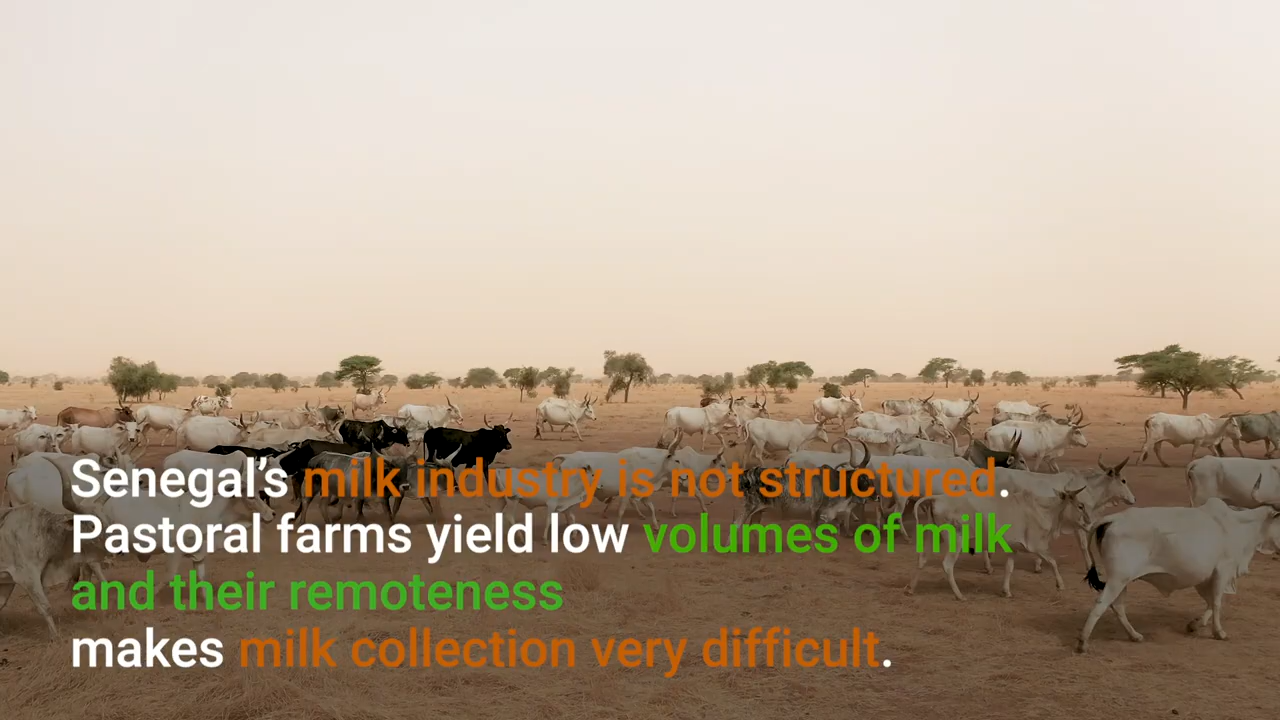 Senegal’s milk industry is not structured.
Pastoral farms yield low volumes of milk
and their remoteness
makes milk collection very difficult.